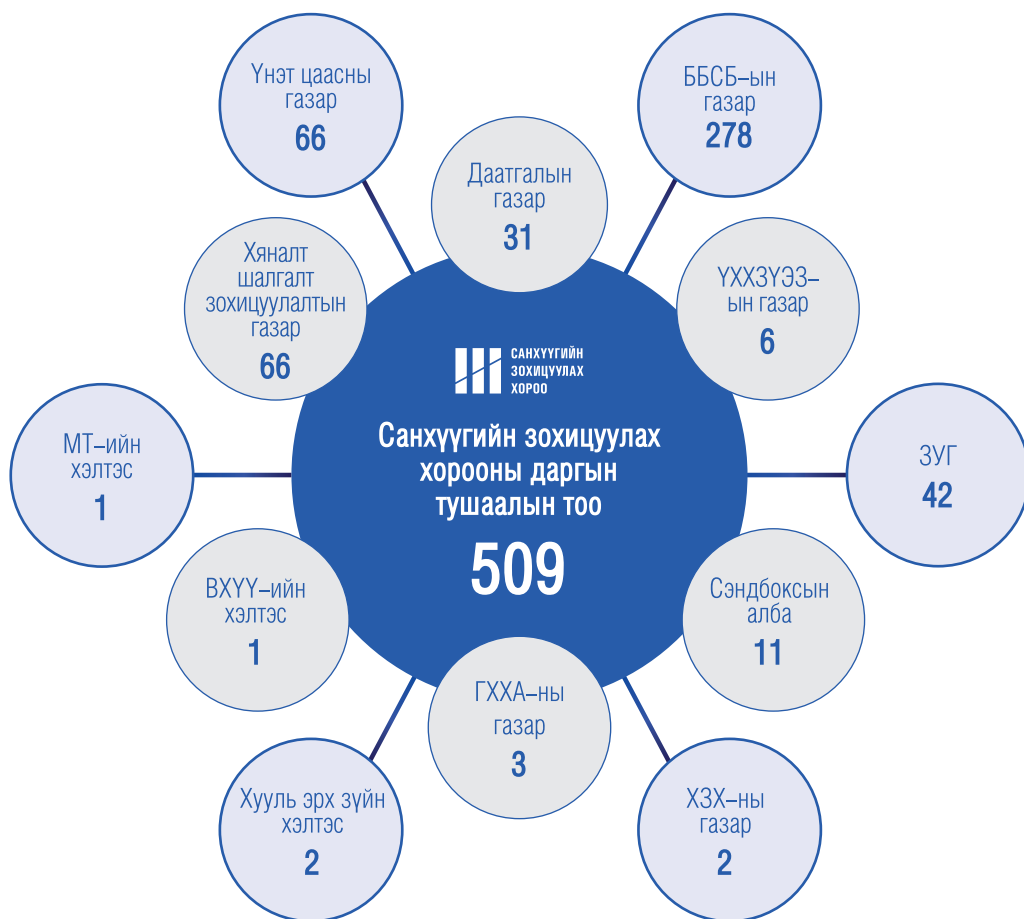 Үнэт цаасны
газар
66
ББСБ–ын
газар
278
Даатгалын
газар
31
Хяналт
шалгалт
зохицуулалтын
газар
66
ҮХХЗҮЭЗ–
ын газар
6
САНХҮҮГИЙН
ЗОХИЦУУЛАХ
ХОРОО
Санхүүгийн зохицуулах
хорооны даргын
тушаалын тоо
509
МТ–ийн
хэлтэс
1
ЗУГ
42
ВХҮҮ–ийн
хэлтэс
1
Сэндбоксын
алба
11
ГХХА–ны
газар
3
Хууль эрх зүйн
хэлтэс
2
ХЗХ–ны
газар
2